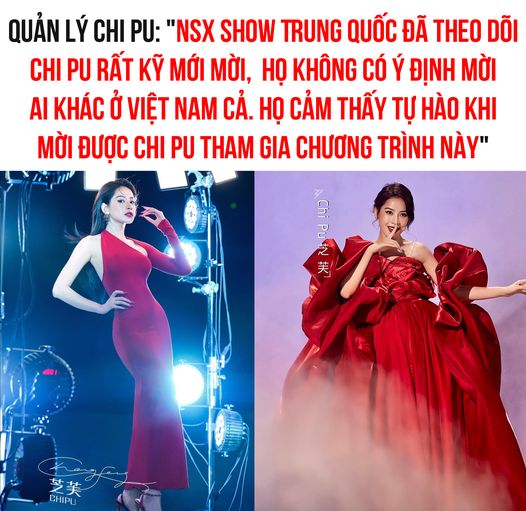 QUẢN LÝ CHI PU: "NSX SHOW TRUNG QUỐC ĐÃ THEO DÕI
CHI PU RẤT KỸ MỚI MỜI, HỌ KHÔNG CÓ Ý ĐỊNH MỜI
AI KHÁC Ở VIỆT NAM CẢ. HỌ CẢM THẤY TỰ HÀO KHI
MỜI ĐƯỢC CHI PU THAM GIA CHƯƠNG TRÌNH NÀY"
芝芙
CHIPU
Chi Pu 芝芙